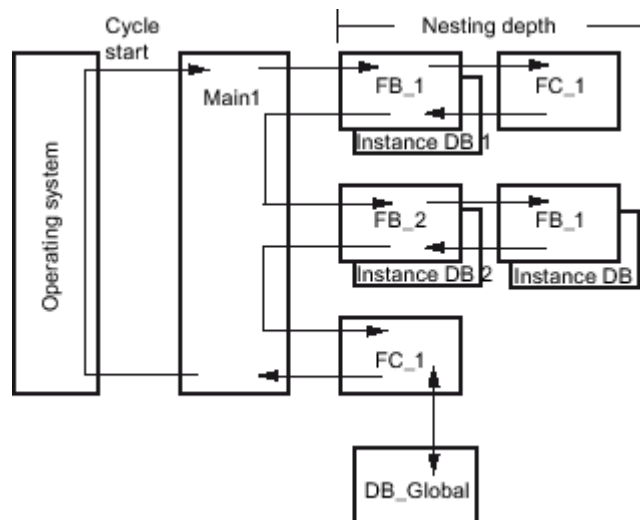 Cycle
start
Nesting depth
Operating system
Main1
FB_1
FC_1
Instance DB 1
FB_2
FB_1
Instance DB 2
Instance DB
FC_1
DB_Global